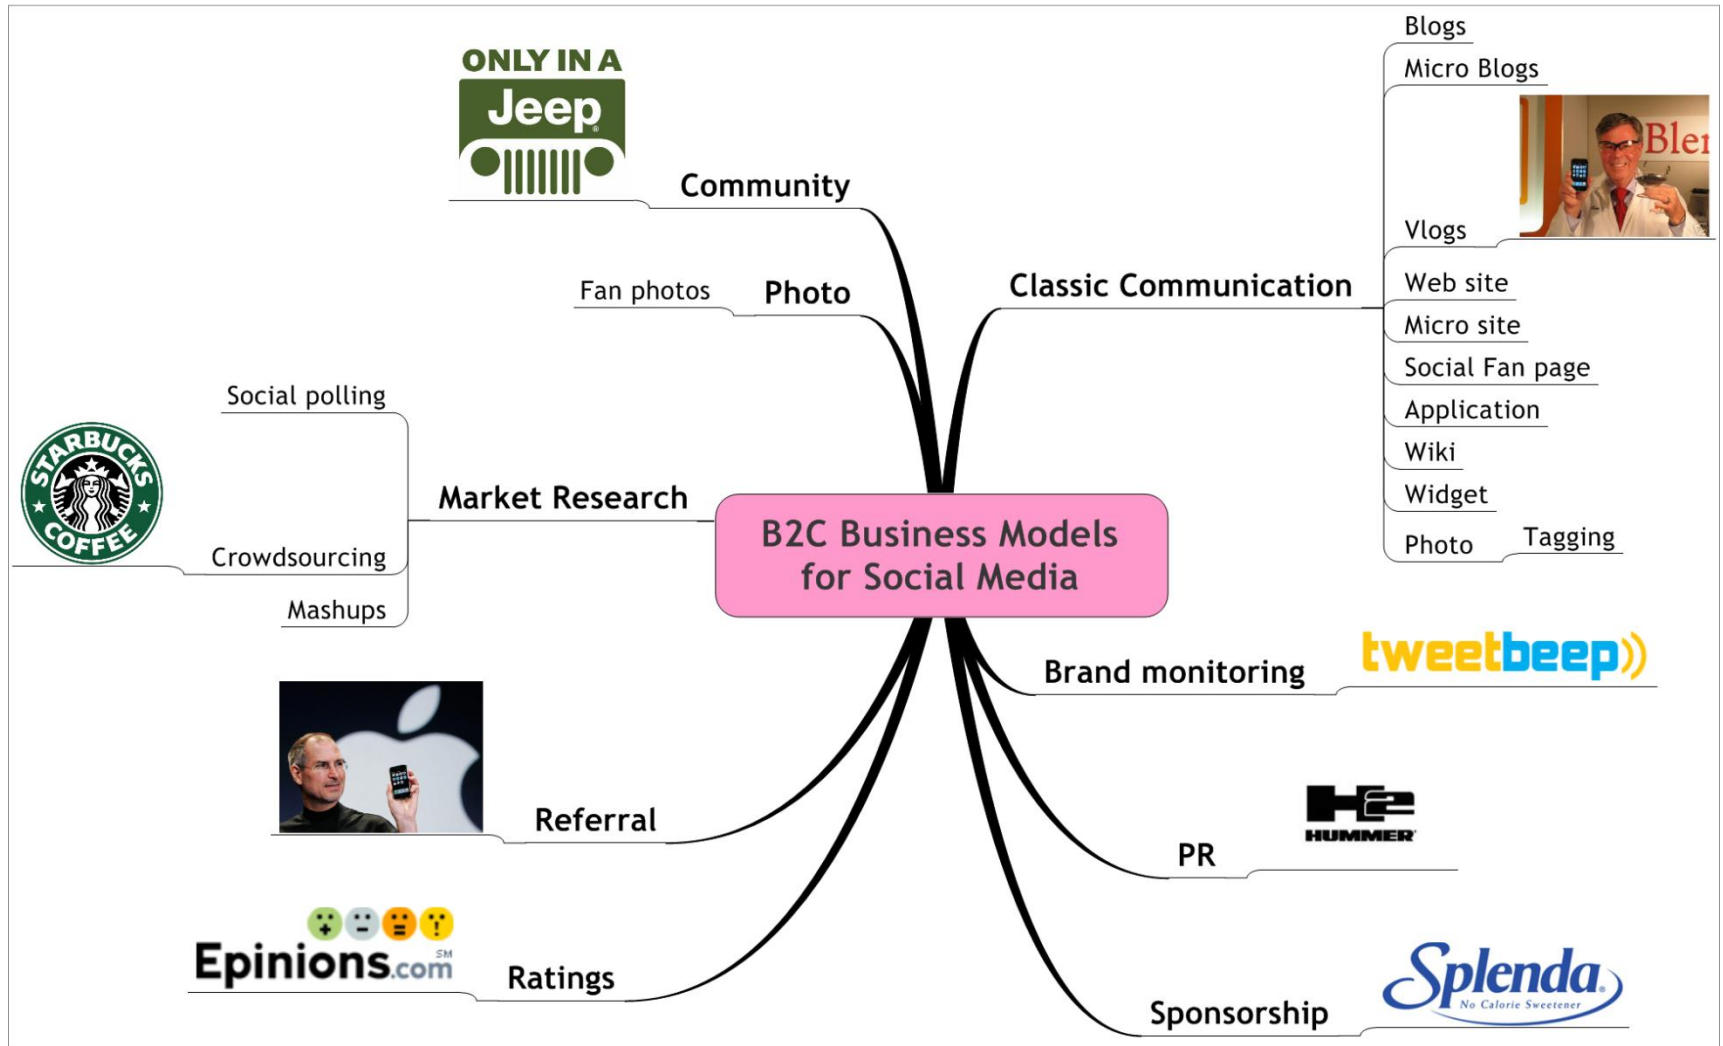 ONLY IN A
Jeep
Community
Fan photos
Photo
Social polling
STARBUCKS
COFFEE
Market Research
Crowdsourcing
Mashups
Referral
Epinions.com
SM
Ratings
B2C Business Models
for Social Media
Classic Communication
Blogs
Micro Blogs
Blen
Vlogs
Web site
Micro site
Social Fan page
Application
Wiki
Widget
Photo
Tagging
Brand monitoring
tweetbeep
PR
H2
HUMMER
Sponsorship
Splenda
No Calorie Sweetener